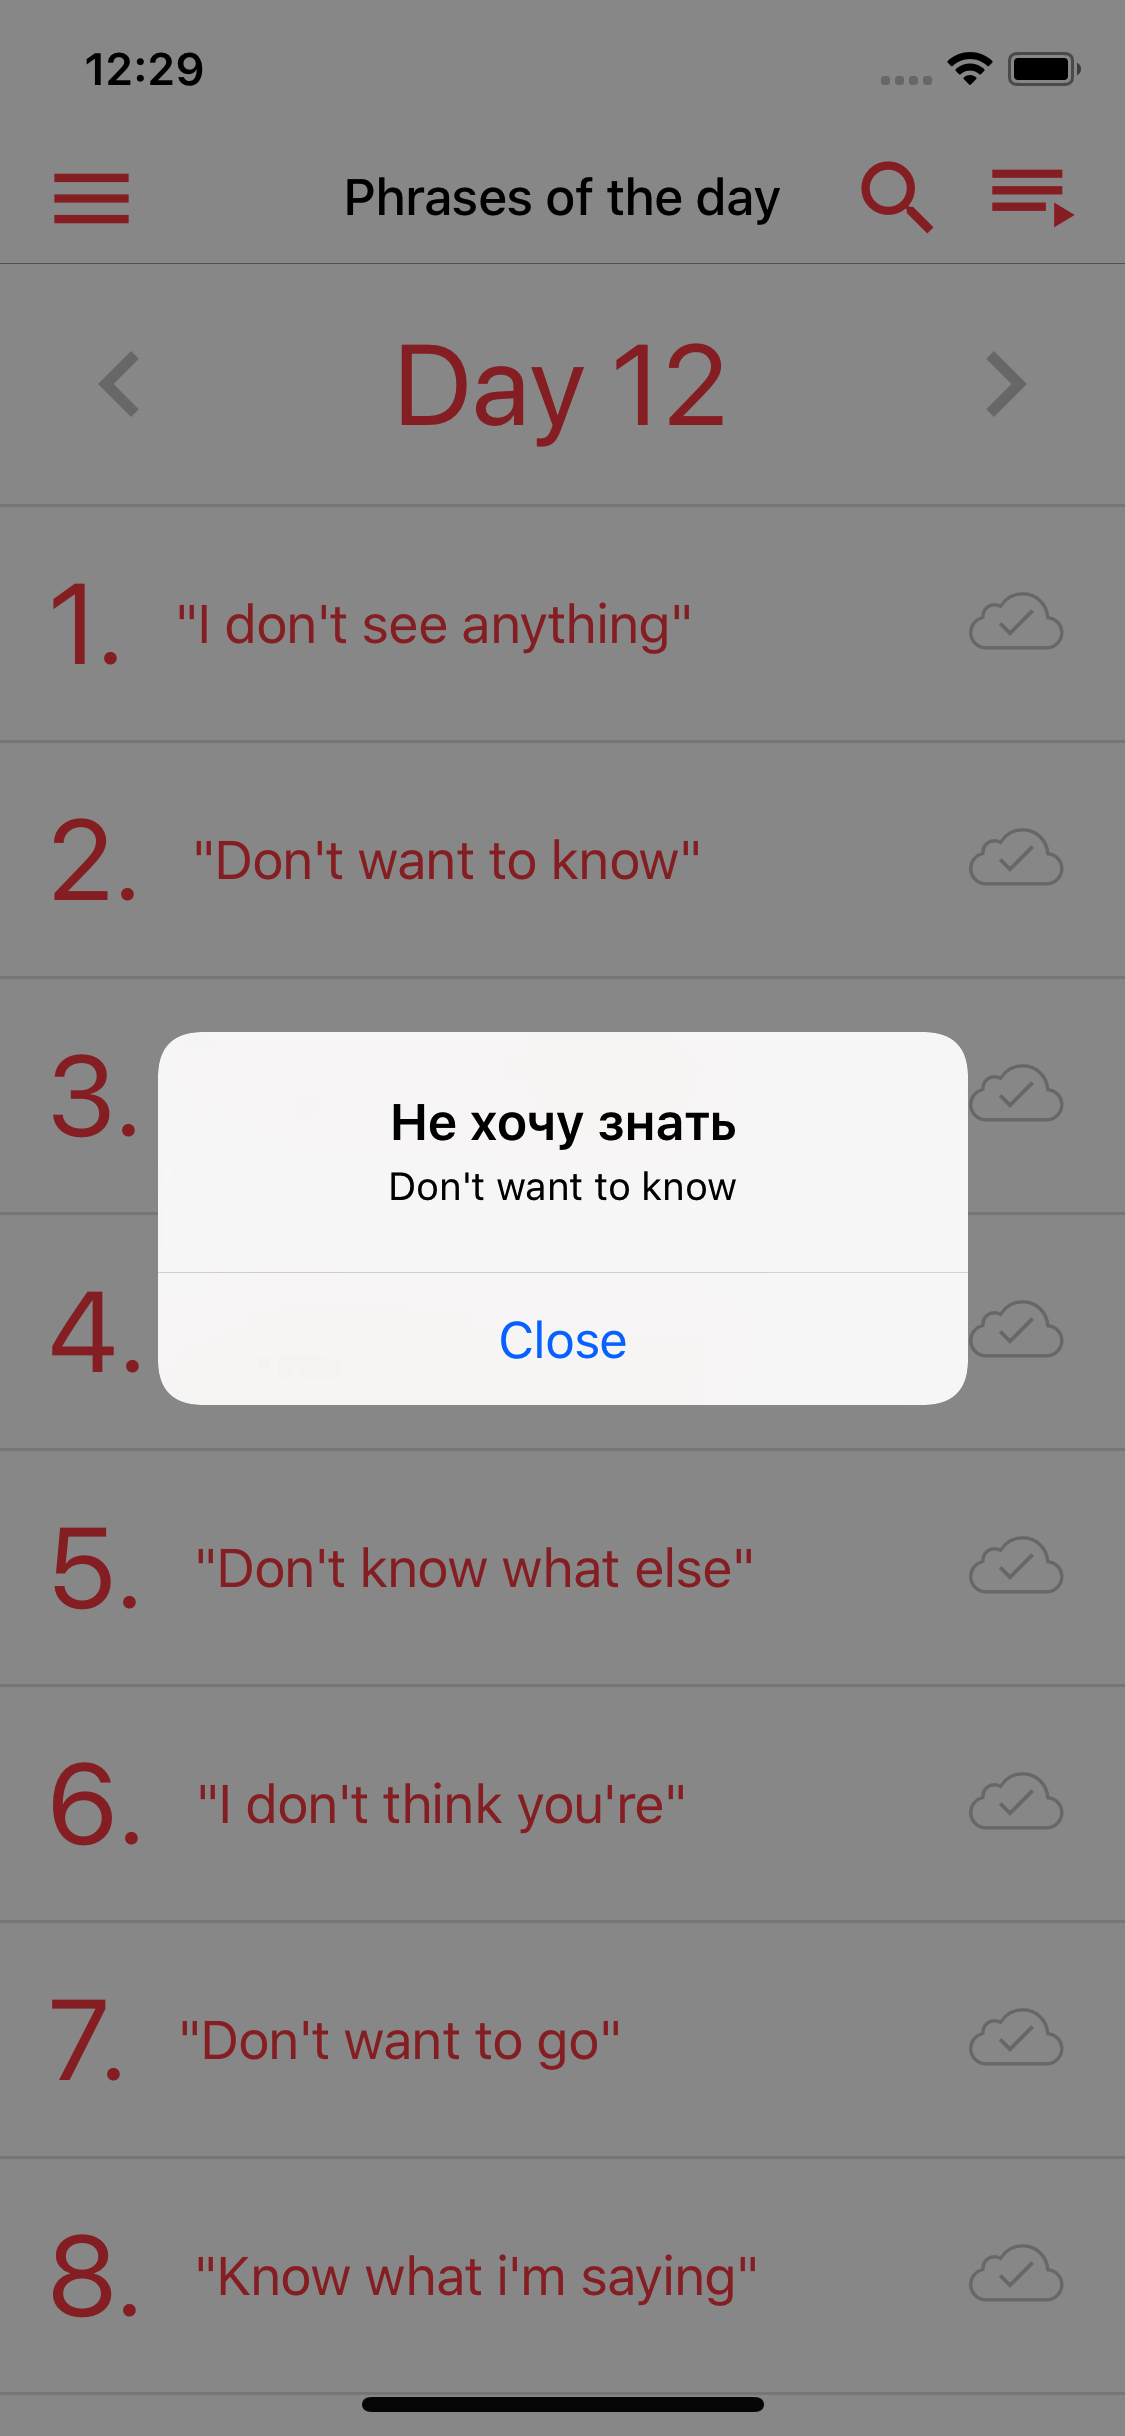 12:29
Phrases of the day
Day 12
1. "I don't see anything"
2. "Don't want to know"
3.
Не хочу знать
Don't want to know
4.
Close
5. "Don't know what else"
6. "I don't think you're"
7. "Don't want to go"
8. "Know what i'm saying"